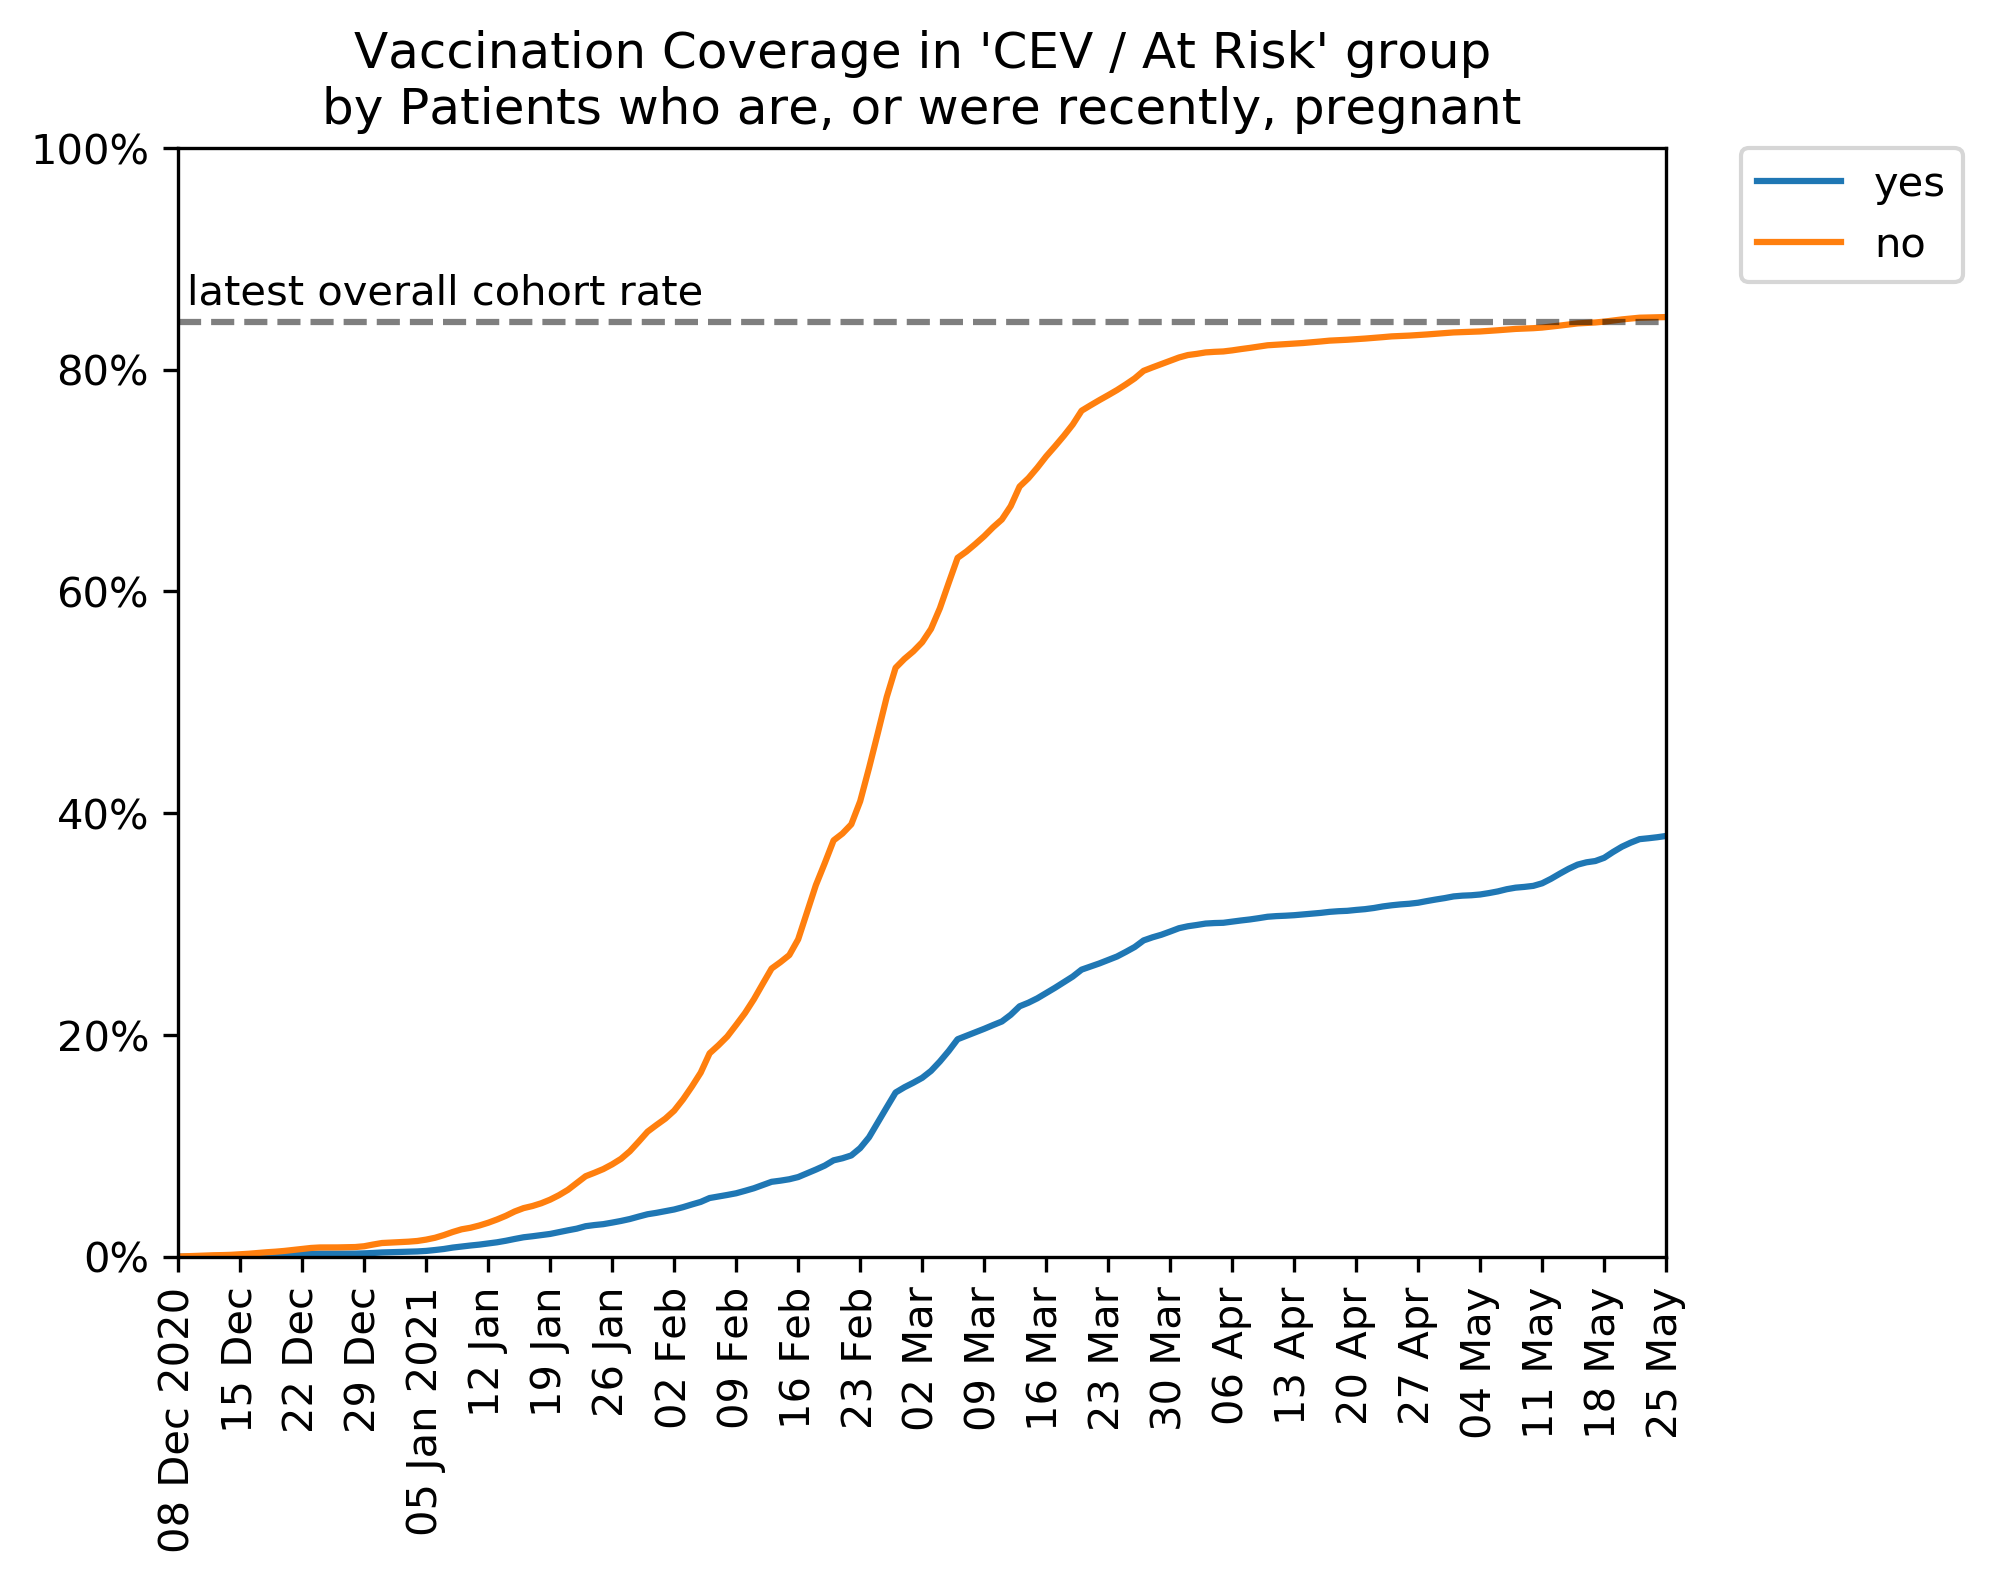 Vaccination Coverage in 'CEV / At Risk' group
by Patients who are, or were recently, pregnant
100%
80%
60%
40%
20%
0%
latest overall cohort rate
yes
no
08 Dec 2020
15 Dec
22 Dec
29 Dec
05 Jan 2021
12 Jan
19 Jan
26 Jan
02 Feb
09 Feb
16 Feb
23 Feb
02 Mar
09 Mar
16 Mar
23 Mar
30 Mar
06 Apr
13 Apr
20 Apr
27 Apr
04 May
11 May
18 May
25 May